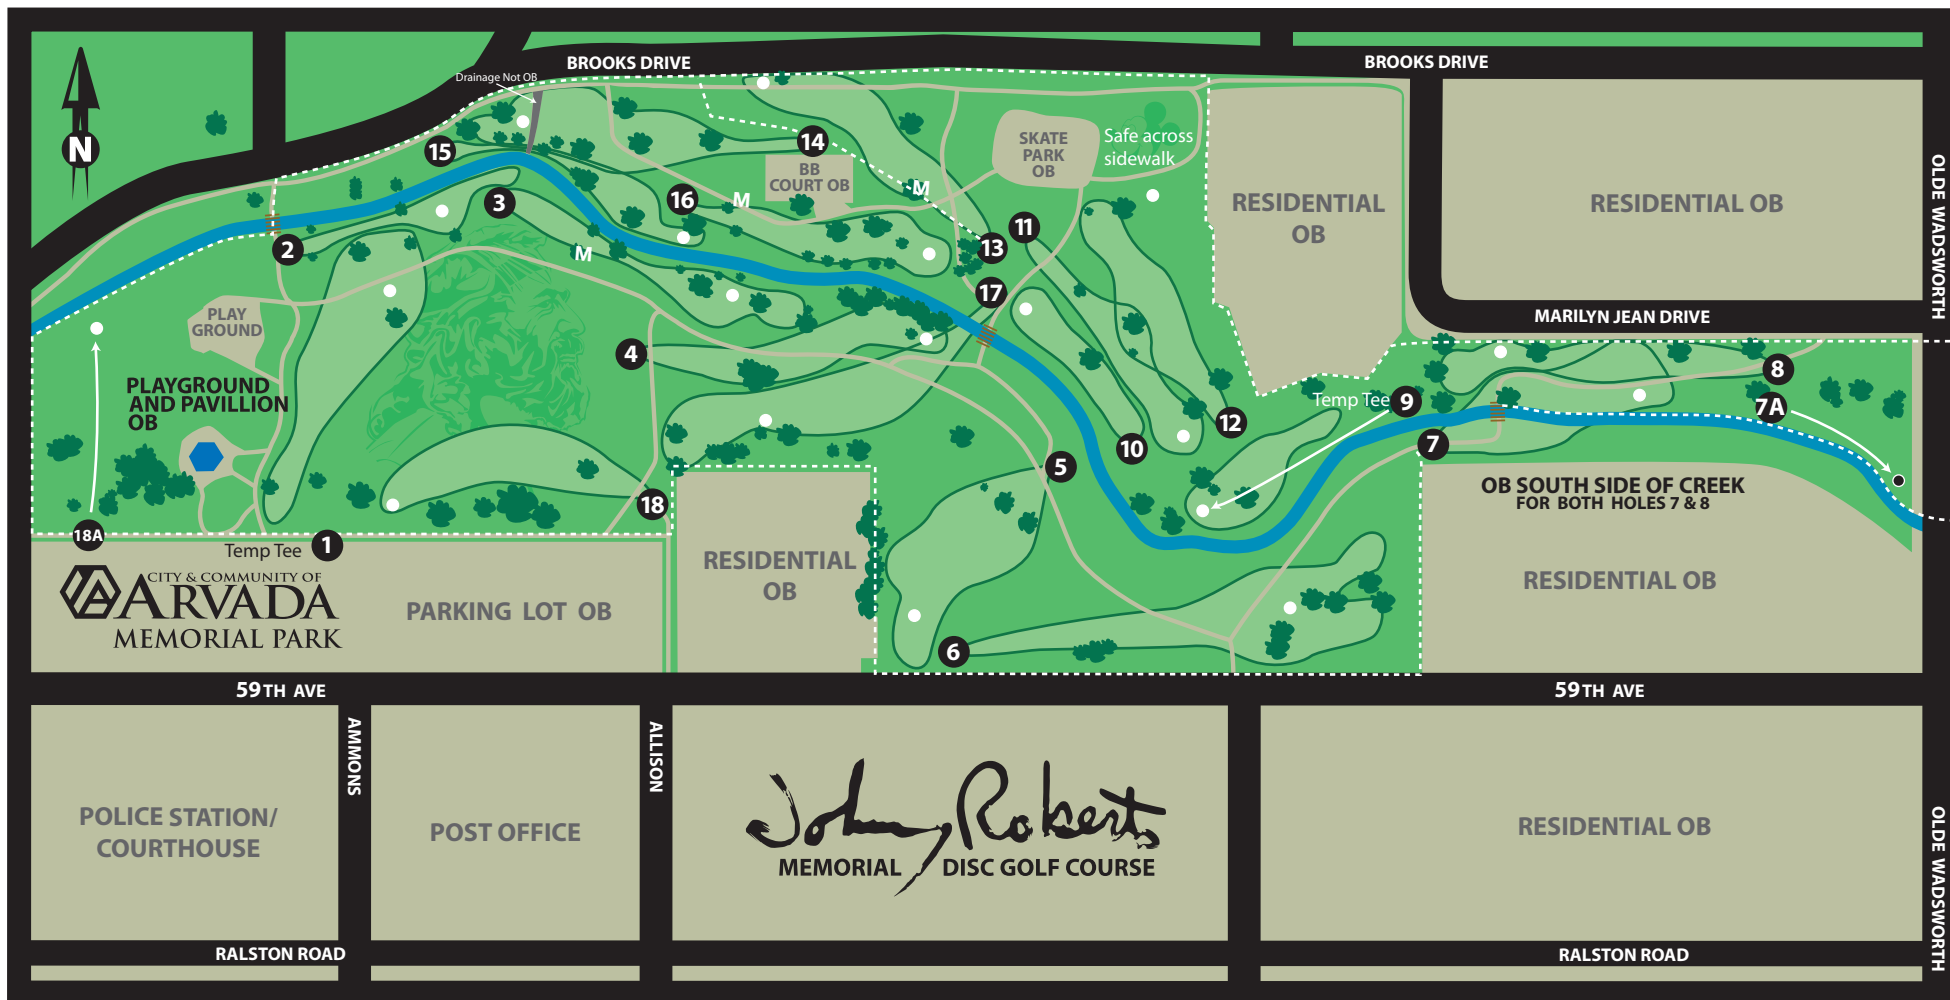 BROOKS DRIVE
BROOKS DRIVE
Drainage Not OB
N
15
14
BB
COURT OB
SKATE
PARK
OB
Safe across
sidewalk
RESIDENTIAL
OB
RESIDENTIAL OB
OLDE WADSWORTH
3
16
M
M
2
M
13
11
17
PLAY
GROUND
MARILYN JEAN DRIVE
4
8
PLAYGROUND
AND PAVILLION
OB
Temp Tee 9
7A
12
10
7
5
18
18A
OB SOUTH SIDE OF CREEK
FOR BOTH HOLES 7 & 8
Temp Tee 1
RESIDENTIAL
OB
RESIDENTIAL OB
CITY & COMMUNITY OF
ARVADA
MEMORIAL PARK
PARKING LOT OB
6
59TH AVE
59TH AVE
AMMONS
ALLISON
POLICE STATION/
COURTHOUSE
POST OFFICE
John Roberts
MEMORIAL DISC GOLF COURSE
RESIDENTIAL OB
OLDE WADSWORTH
RALSTON ROAD
RALSTON ROAD